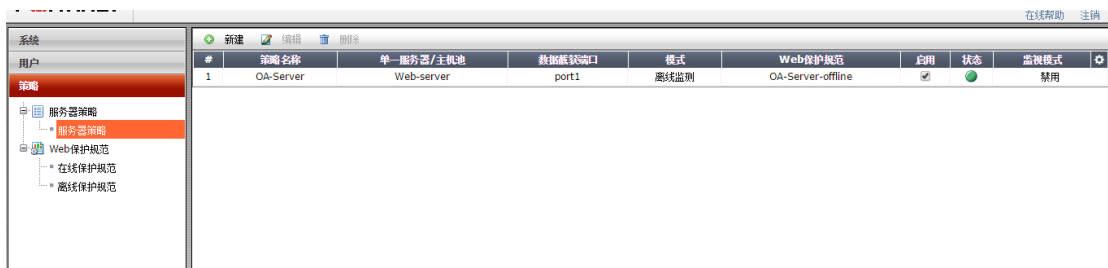 在线帮助 注销
系统
用户
策略
服务器策略
服务器策略
Web保护规范
在线保护规范
离线保护规范
新建 编辑 删除
# 策略名称 单一服务器/主机池 数据截获端口 模式 Web保护规范 启用 状态 监视模式
1 OA-Server Web-server port1 离线监测 OA-Server-offline 禁用